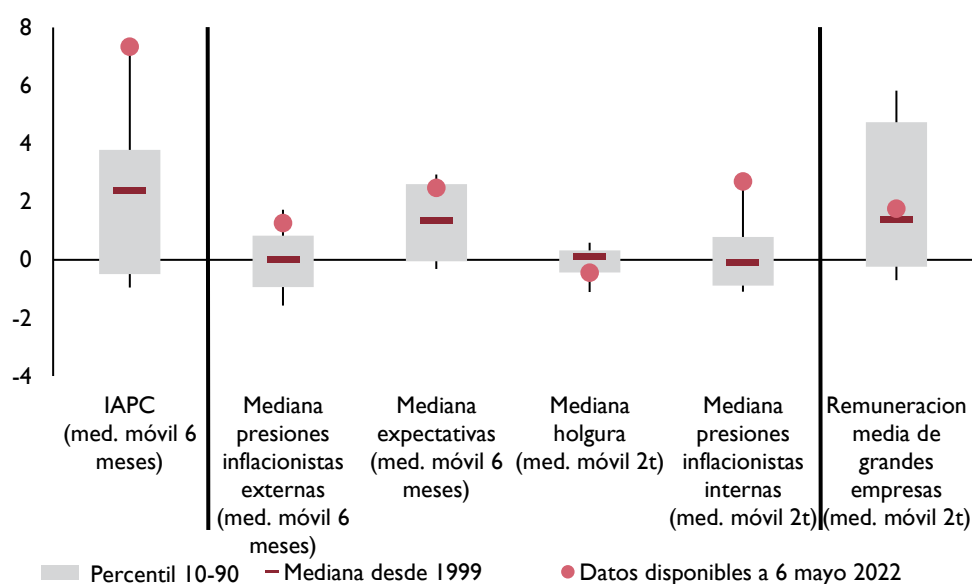 8
6
4
2
0
-2
-4
IAPC
(med. móvil 6
meses)
Mediana
presiones
inflacionistas
externas
(med. móvil 6
meses)
Mediana
expectativas
(med. móvil 6
meses)
Mediana
holgura
(med. móvil 2t)
Mediana
presiones
inflacionistas
internas
(med. móvil 2t)
Remuneracion
media de
grandes
empresas
(med. móvil 2t)
Percentil 10-90
Mediana desde 1999
Datos disponibles a 6 mayo 2022